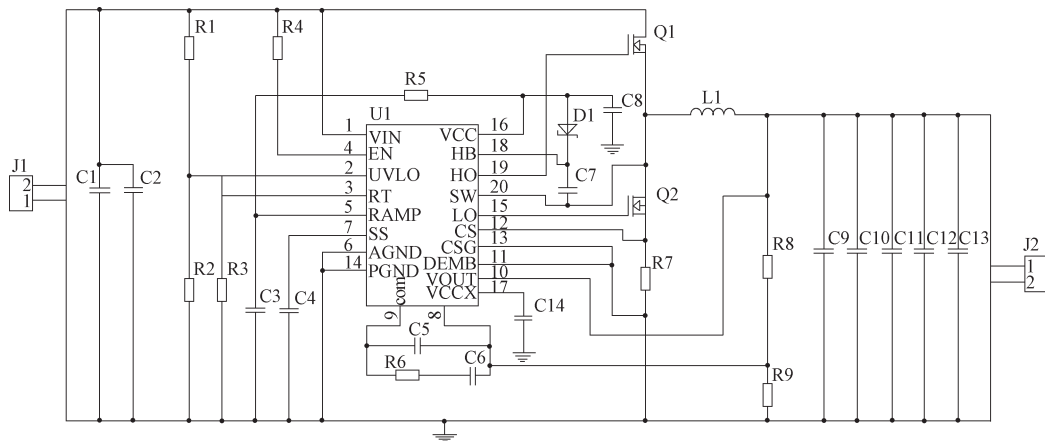 R1
R4
Q1
R5
C8
L1
U1
D1
1 VIN VCC 16
4 EN HB 18
J1
2
1
C1
C2
2 UVLO HO 19
C7
3 RT SW 20
Q2
5 RAMP LO 15
7 SS CS 12
6 AGND CSG 13
14 PGND DEMB 11
VOUT 10
VCCX 17
com
9
8
R2
R3
C3
C4
R7
R8
C9
C10
C11
C12
C13
J2
1
2
C14
C5
R6
C6
R9